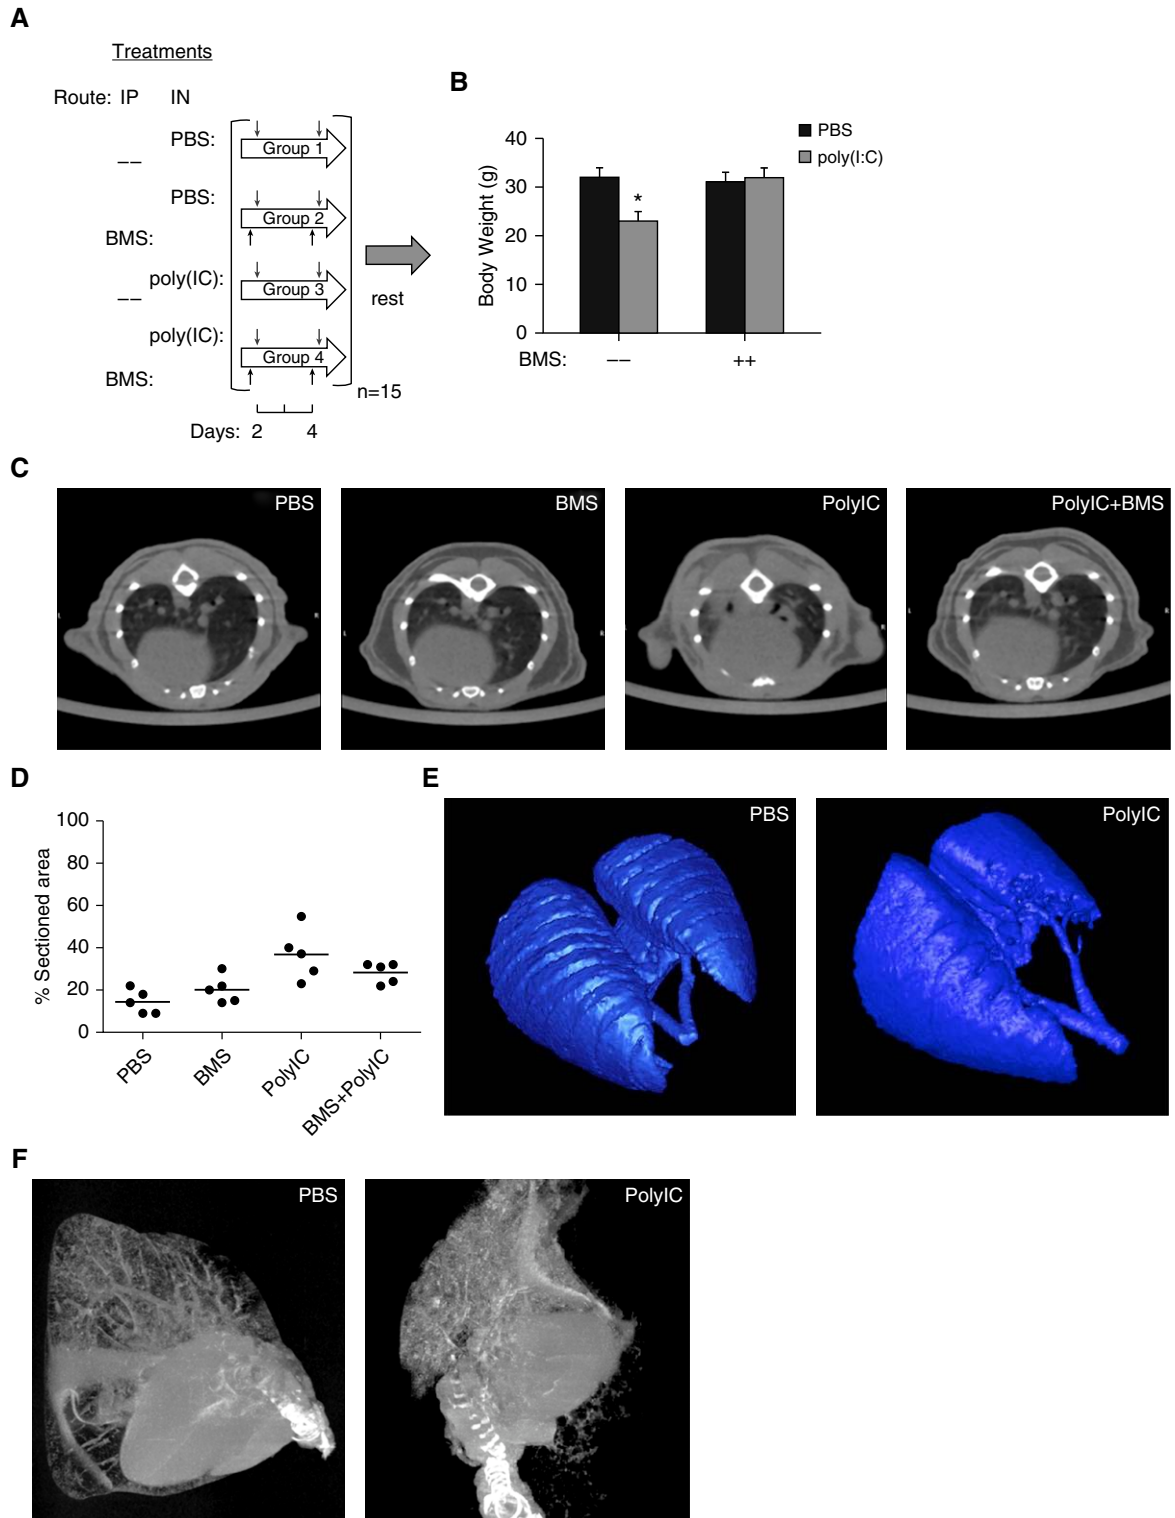 A
Treatments
Route: IP IN
PBS:
Group 1
––
PBS:
Group 2
BMS:
poly(IC):
Group 3
––
poly(IC):
Group 4
BMS:
rest
n=15
Days: 2 4
B
PBS
poly(I:C)
Body Weight (g)
40
30
20
10
0
*
BMS: –– ++
C
PBS
BMS
PolyIC
PolyIC+BMS
D
% Sectioned area
100
80
60
40
20
0
PBS
BMS
PolyIC
BMS+PolyIC
E
PBS
PolyIC
F
PBS
PolyIC